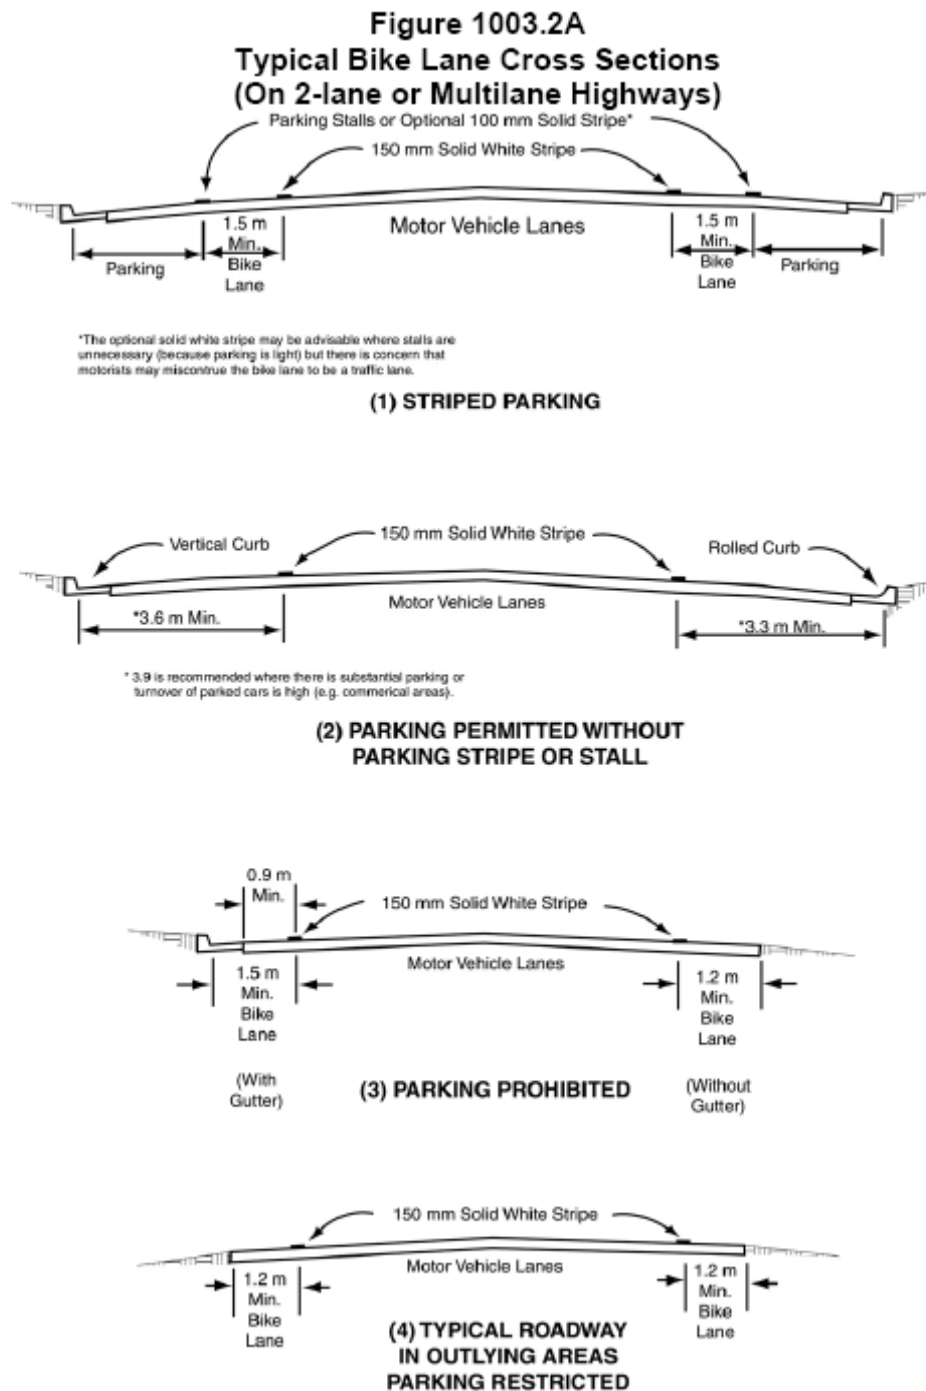 Figure 1003.2A
Typical Bike Lane Cross Sections
(On 2-lane or Multilane Highways)
Parking Stalls or Optional 100 mm Solid Stripe*
150 mm Solid White Stripe
1.5 m
Min.
Bike
Lane
Parking
Motor Vehicle Lanes
1.5 m
Min.
Bike
Lane
Parking
*The optional solid white stripe may be advisable where stalls are
unnecessary (because parking is light) but there is concern that
motorists may miscontrue the bike lane to be a traffic lane.
(1) STRIPED PARKING
Vertical Curb
150 mm Solid White Stripe
Rolled Curb
Motor Vehicle Lanes
*3.6 m Min.
*3.3 m Min.
* 3.9 is recommended where there is substantial parking or
turnover of parked cars is high (e.g. commerical areas).
(2) PARKING PERMITTED WITHOUT
PARKING STRIPE OR STALL
0.9 m
Min.
150 mm Solid White Stripe
Motor Vehicle Lanes
1.5 m
Min.
Bike
Lane
1.2 m
Min.
Bike
Lane
(With
Gutter)
(3) PARKING PROHIBITED
(Without
Gutter)
150 mm Solid White Stripe
Motor Vehicle Lanes
1.2 m
Min.
Bike
Lane
1.2 m
Min.
Bike
Lane
(4) TYPICAL ROADWAY
IN OUTLYING AREAS
PARKING RESTRICTED